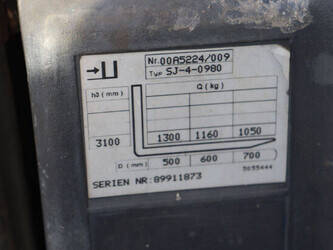 Nr. 00A5224/009
Typ SJ-4-0980
h3 (mm) Q (kg)
3100 1300 1160 1050
D (mm) 500 600 700
5055444
SERIEN NR: 89911873